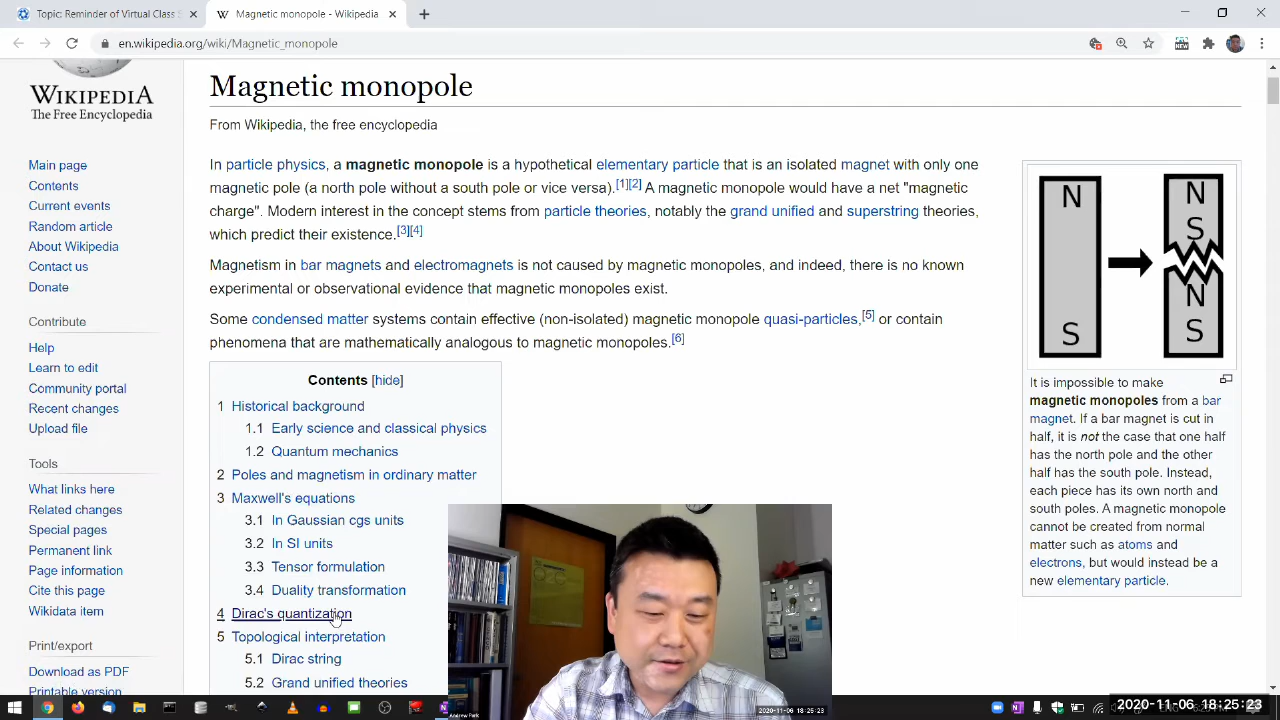 Topic: Reminder of Virtual Class S
Magnetic monopole - Wikipedia
en.wikipedia.org/wiki/Magnetic_monopole
NEW
WIKIPEDIA
The Free Encyclopedia
Main page
Contents
Current events
Random article
About Wikipedia
Contact us
Donate
Contribute
Help
Learn to edit
Community portal
Recent changes
Upload file
Tools
What links here
Related changes
Special pages
Permanent link
Page information
Cite this page
Wikidata item
Print/export
Download as PDF
Printable version
Magnetic monopole
From Wikipedia, the free encyclopedia
In particle physics, a magnetic monopole is a hypothetical elementary particle that is an isolated magnet with only one
magnetic pole (a north pole without a south pole or vice versa).[1][2] A magnetic monopole would have a net "magnetic
charge". Modern interest in the concept stems from particle theories, notably the grand unified and superstring theories,
which predict their existence.[3][4]
Magnetism in bar magnets and electromagnets is not caused by magnetic monopoles, and indeed, there is no known
experimental or observational evidence that magnetic monopoles exist.
Some condensed matter systems contain effective (non-isolated) magnetic monopole quasi-particles,[5] or contain
phenomena that are mathematically analogous to magnetic monopoles.[6]
Contents [hide]
1 Historical background
1.1 Early science and classical physics
1.2 Quantum mechanics
2 Poles and magnetism in ordinary matter
3 Maxwell's equations
3.1 In Gaussian cgs units
3.2 In SI units
3.3 Tensor formulation
3.4 Duality transformation
4 Dirac's quantization
5 Topological interpretation
5.1 Dirac string
5.2 Grand unified theories
N
S
N
S
N
S
It is impossible to make
magnetic monopoles from a bar
magnet. If a bar magnet is cut in
half, it is not the case that one half
has the north pole and the other
half has the south pole. Instead,
each piece has its own north and
south poles. A magnetic monopole
cannot be created from normal
matter such as atoms and
electrons, but would instead be a
new elementary particle.
Andrew Park
2020-11-06 18:25:23
2020-11-06 18:25:23